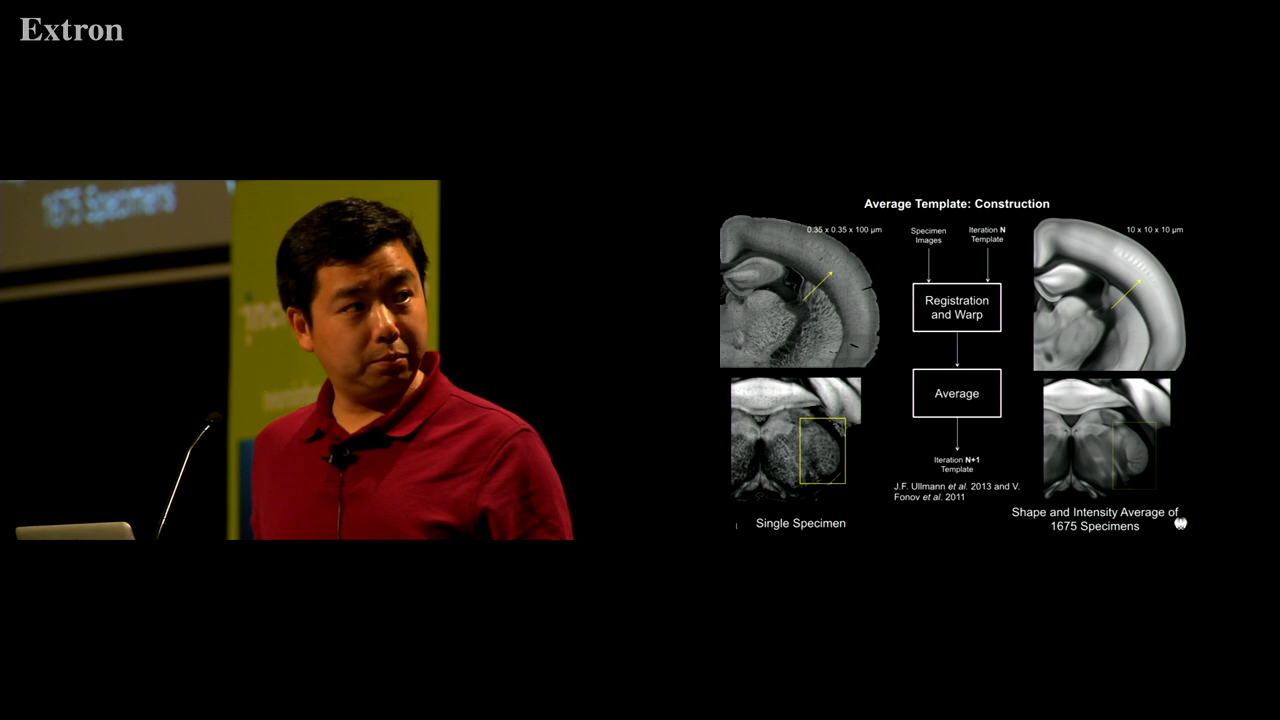 Extron
1675 Specimens
Average Template: Construction
0.35 x 0.35 x 100 µm
Specimen
Images
Iteration N
Template
10 x 10 x 10 µm
Registration
and Warp
Average
Iteration N+1
Template
J.F. Ullmann et al. 2013 and V.
Fonov et al. 2011
Single Specimen
Shape and Intensity Average of
1675 Specimens